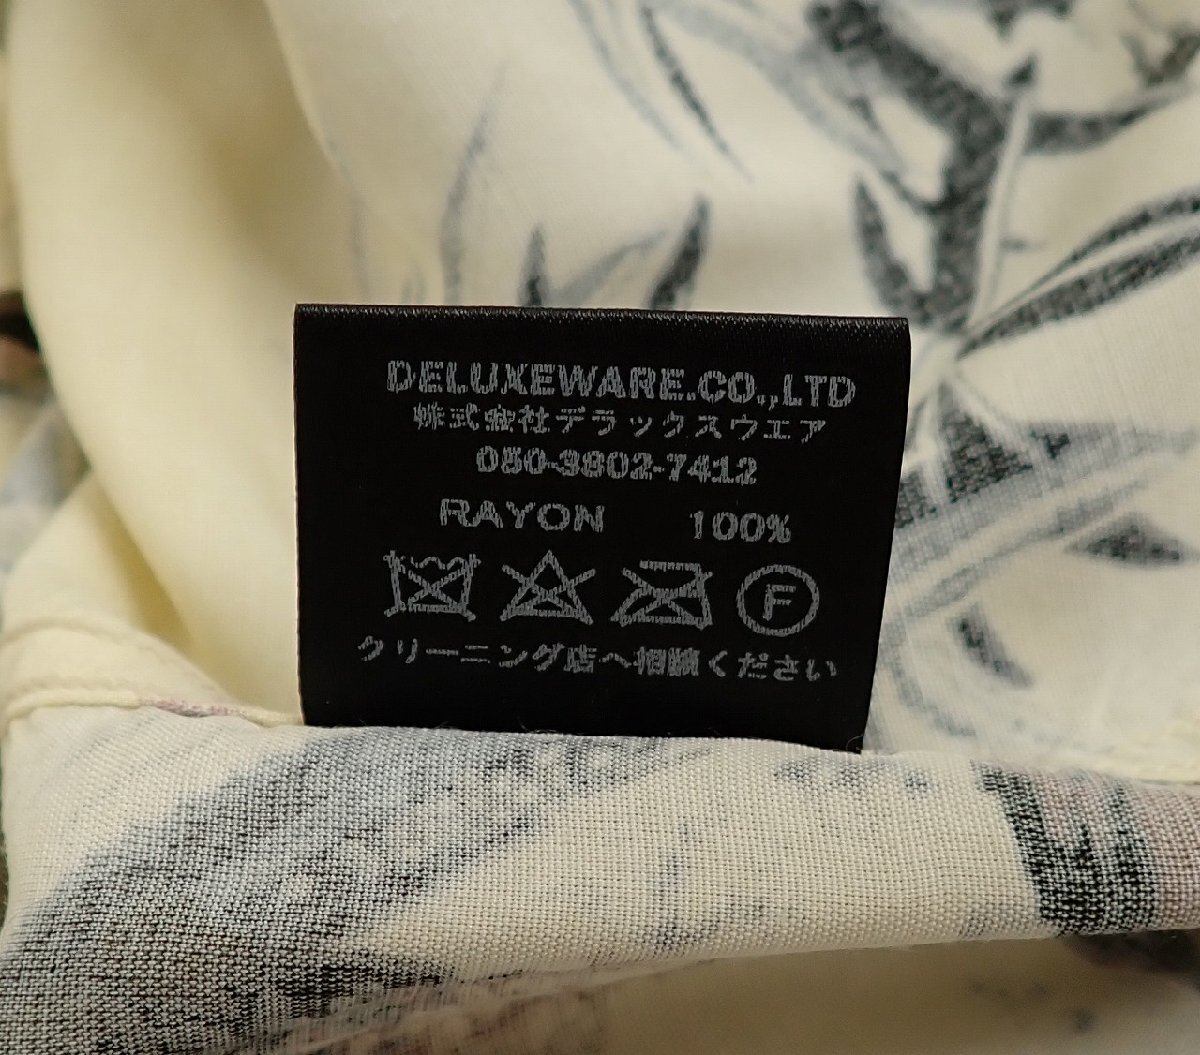 DELUXEWARE.CO.,LTD
株式会社デラックスウエア
080-3802-7412
RAYON 100%
F
クリーニング店へ相談ください